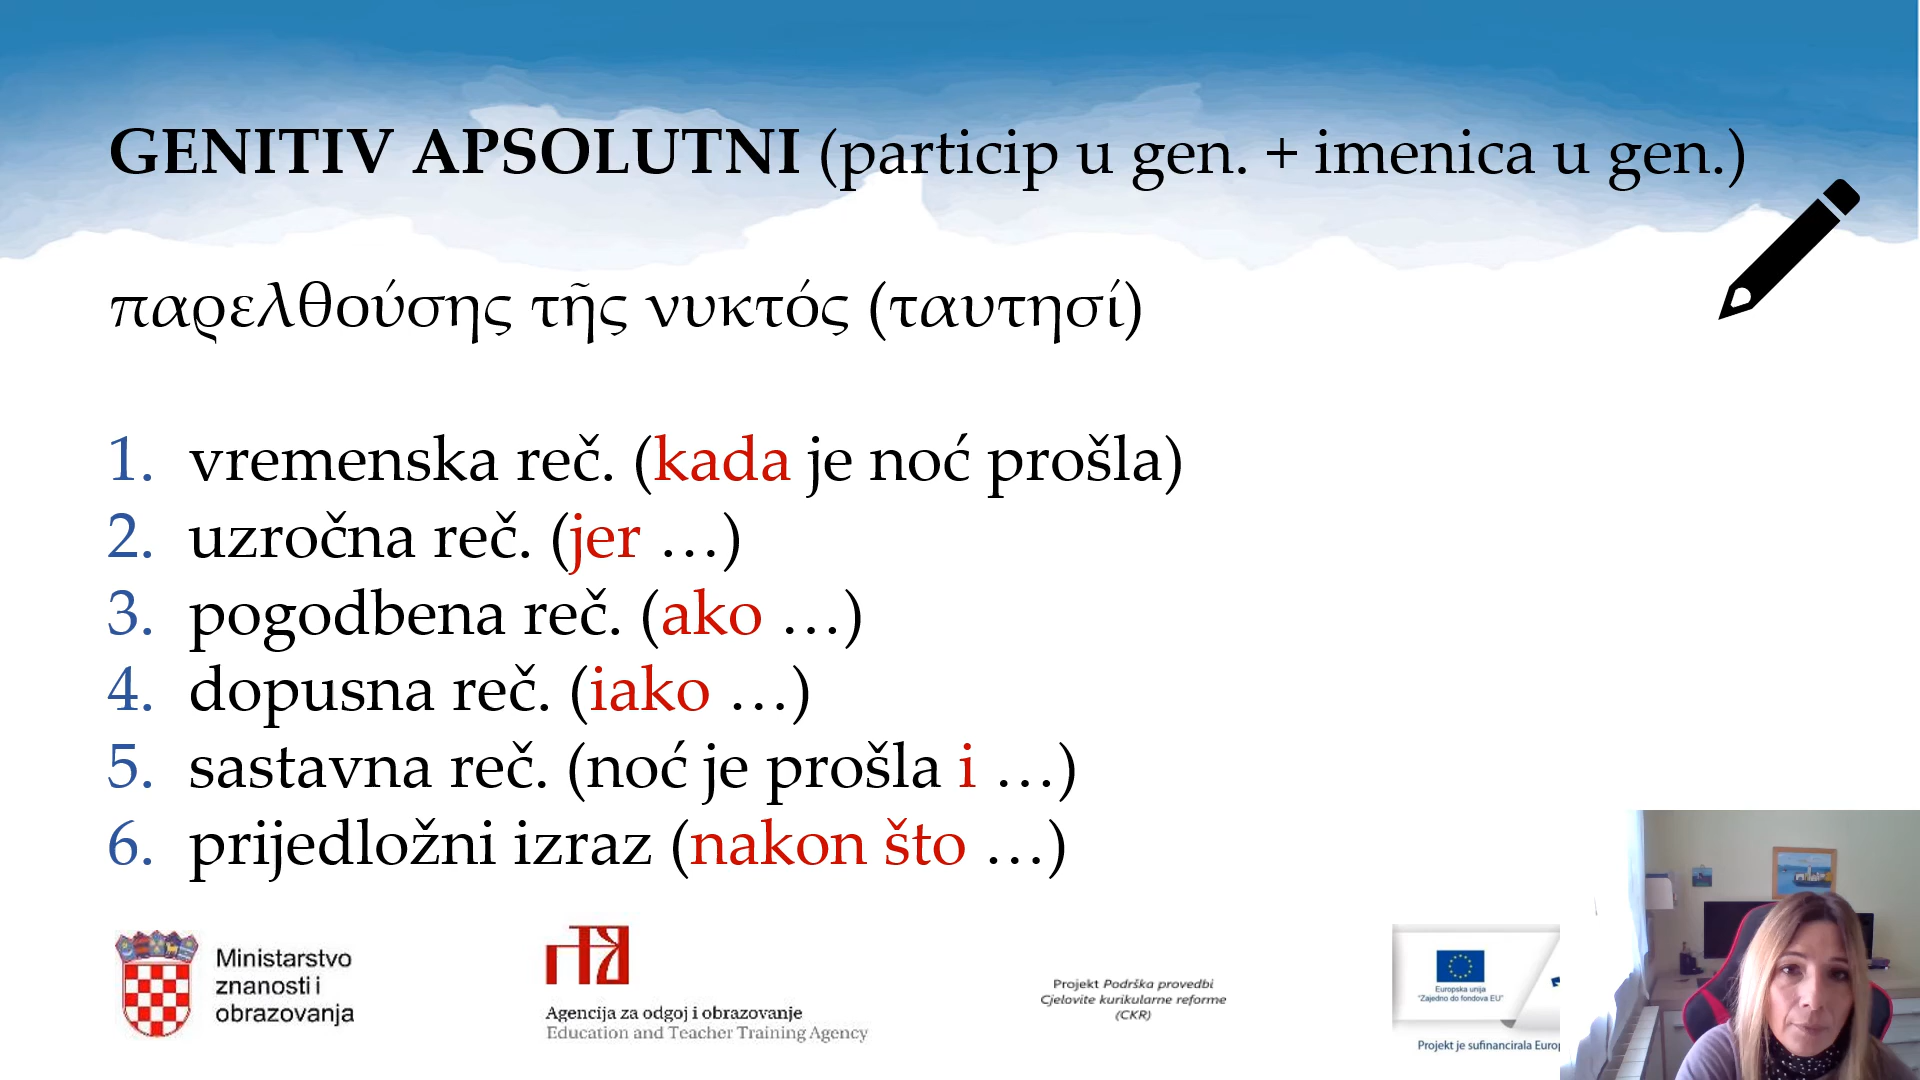 GENITIV APSOLUTNI (particip u gen. + imenica u gen.)
παρελθούσης τῆς νυκτός (ταυτησί)
1. vremenska reč. (kada je noć prošla)
2. uzročna reč. (jer …)
3. pogodbena reč. (ako …)
4. dopusna reč. (iako …)
5. sastavna reč. (noć je prošla i …)
6. prijedložni izraz (nakon što …)
Ministarstvo
znanosti i
obrazovanja
Agencija za odgoj i obrazovanje
Education and Teacher Training Agency
Projekt Podrška provedbi
Cjelovite kurikularne reforme
(CKR)
Europska unija
"Zajedno do fondova EU"
Projekt je sufinancirala Europ